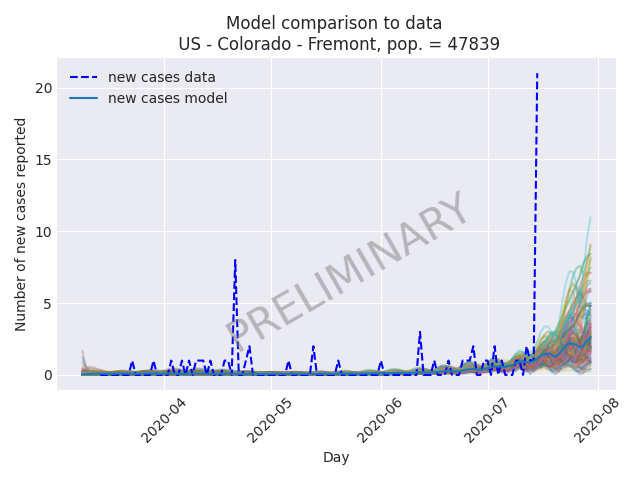 Model comparison to data
US - Colorado - Fremont, pop. = 47839
new cases data
new cases model
Number of new cases reported
20
15
10
5
0
PRELIMINARY
2020-04
2020-05
2020-06
2020-07
2020-08
Day